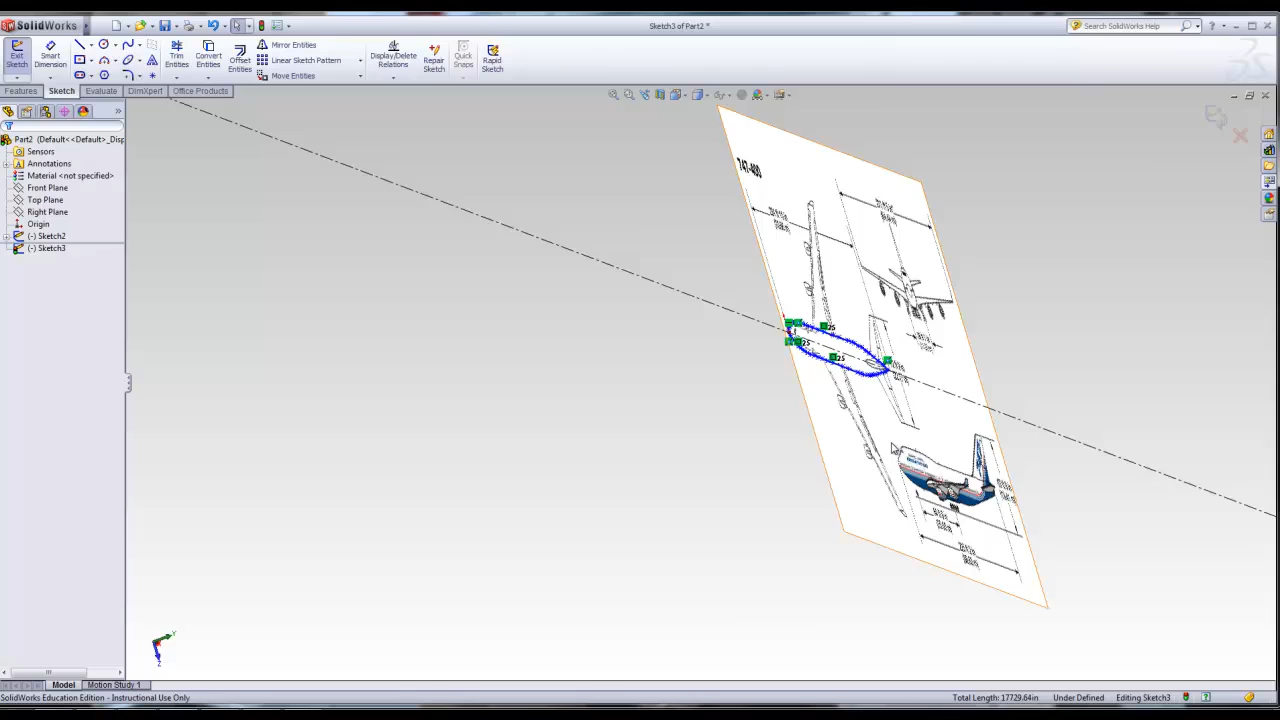 SolidWorks
Sketch3 of Part2 *
Search SolidWorks Help
Exit Sketch
Smart Dimension
Trim Entities
Convert Entities
Offset Entities
Mirror Entities
Linear Sketch Pattern
Move Entities
Display/Delete Relations
Repair Sketch
Quick Snaps
Rapid Sketch
Features
Sketch
Evaluate
DimXpert
Office Products
Part2 (Default<<Default>_Disp
Sensors
Annotations
Material <not specified>
Front Plane
Top Plane
Right Plane
Origin
(-) Sketch2
(-) Sketch3
747-400
25
25
25
Y
Z
Model
Motion Study 1
SolidWorks Education Edition - Instructional Use Only
Total Length: 17729.64in
Under Defined
Editing Sketch3